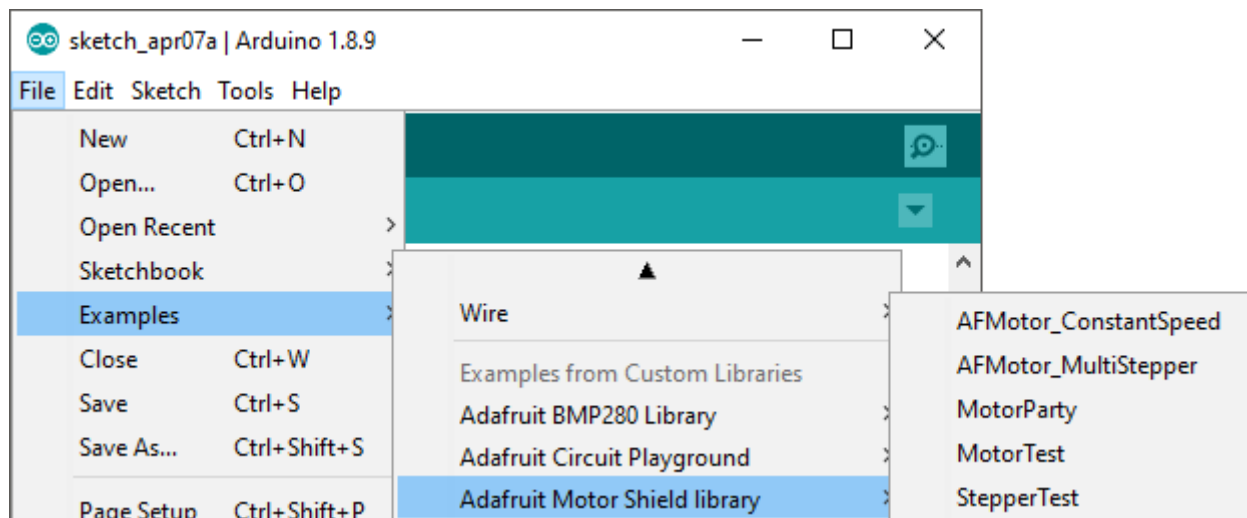 sketch_apr07a | Arduino 1.8.9
File Edit Sketch Tools Help
New Ctrl+N
Open... Ctrl+O
Open Recent
Sketchbook
Examples
Close Ctrl+W
Save Ctrl+S
Save As... Ctrl+Shift+S
Page Setup Ctrl+Shift+P
Wire
Examples from Custom Libraries
Adafruit BMP280 Library
Adafruit Circuit Playground
Adafruit Motor Shield library
AFMotor_ConstantSpeed
AFMotor_MultiStepper
MotorParty
MotorTest
StepperTest